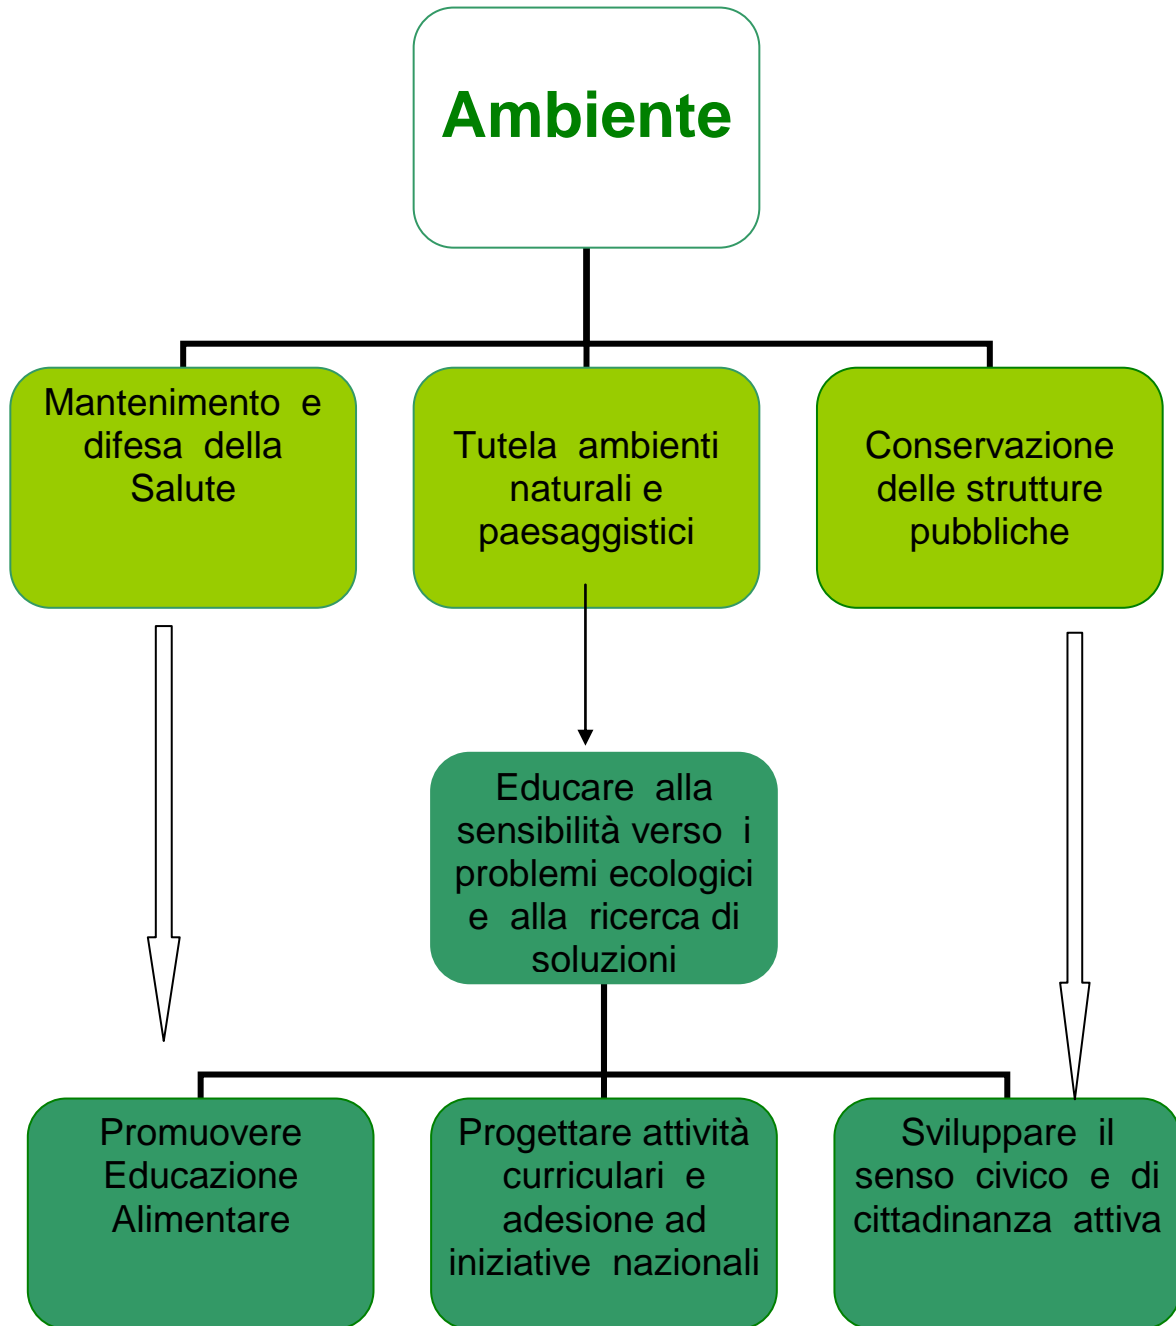 Ambiente
Mantenimento e
difesa della
Salute
Tutela ambienti
naturali e
paesaggistici
Conservazione
delle strutture
pubbliche
Educare alla
sensibilità verso i
problemi ecologici
e alla ricerca di
soluzioni
Promuovere
Educazione
Alimentare
Progettare attività
curriculari e
adesione ad
iniziative nazionali
Sviluppare il
senso civico e di
cittadinanza attiva